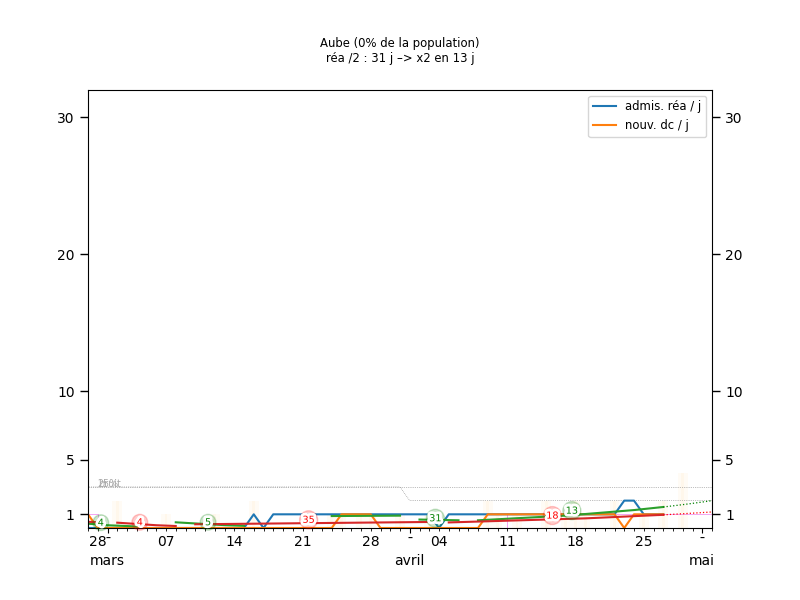 Aube (0% de la population)
réa /2 : 31 j –> x2 en 13 j
admis. réa / j
nouv. dc / j
30 30
20 20
10 10
5 5
1 1
4 4 5 35 31 18 13
28 - 07 14 21 28 - 04 11 18 25 -
mars avril mai